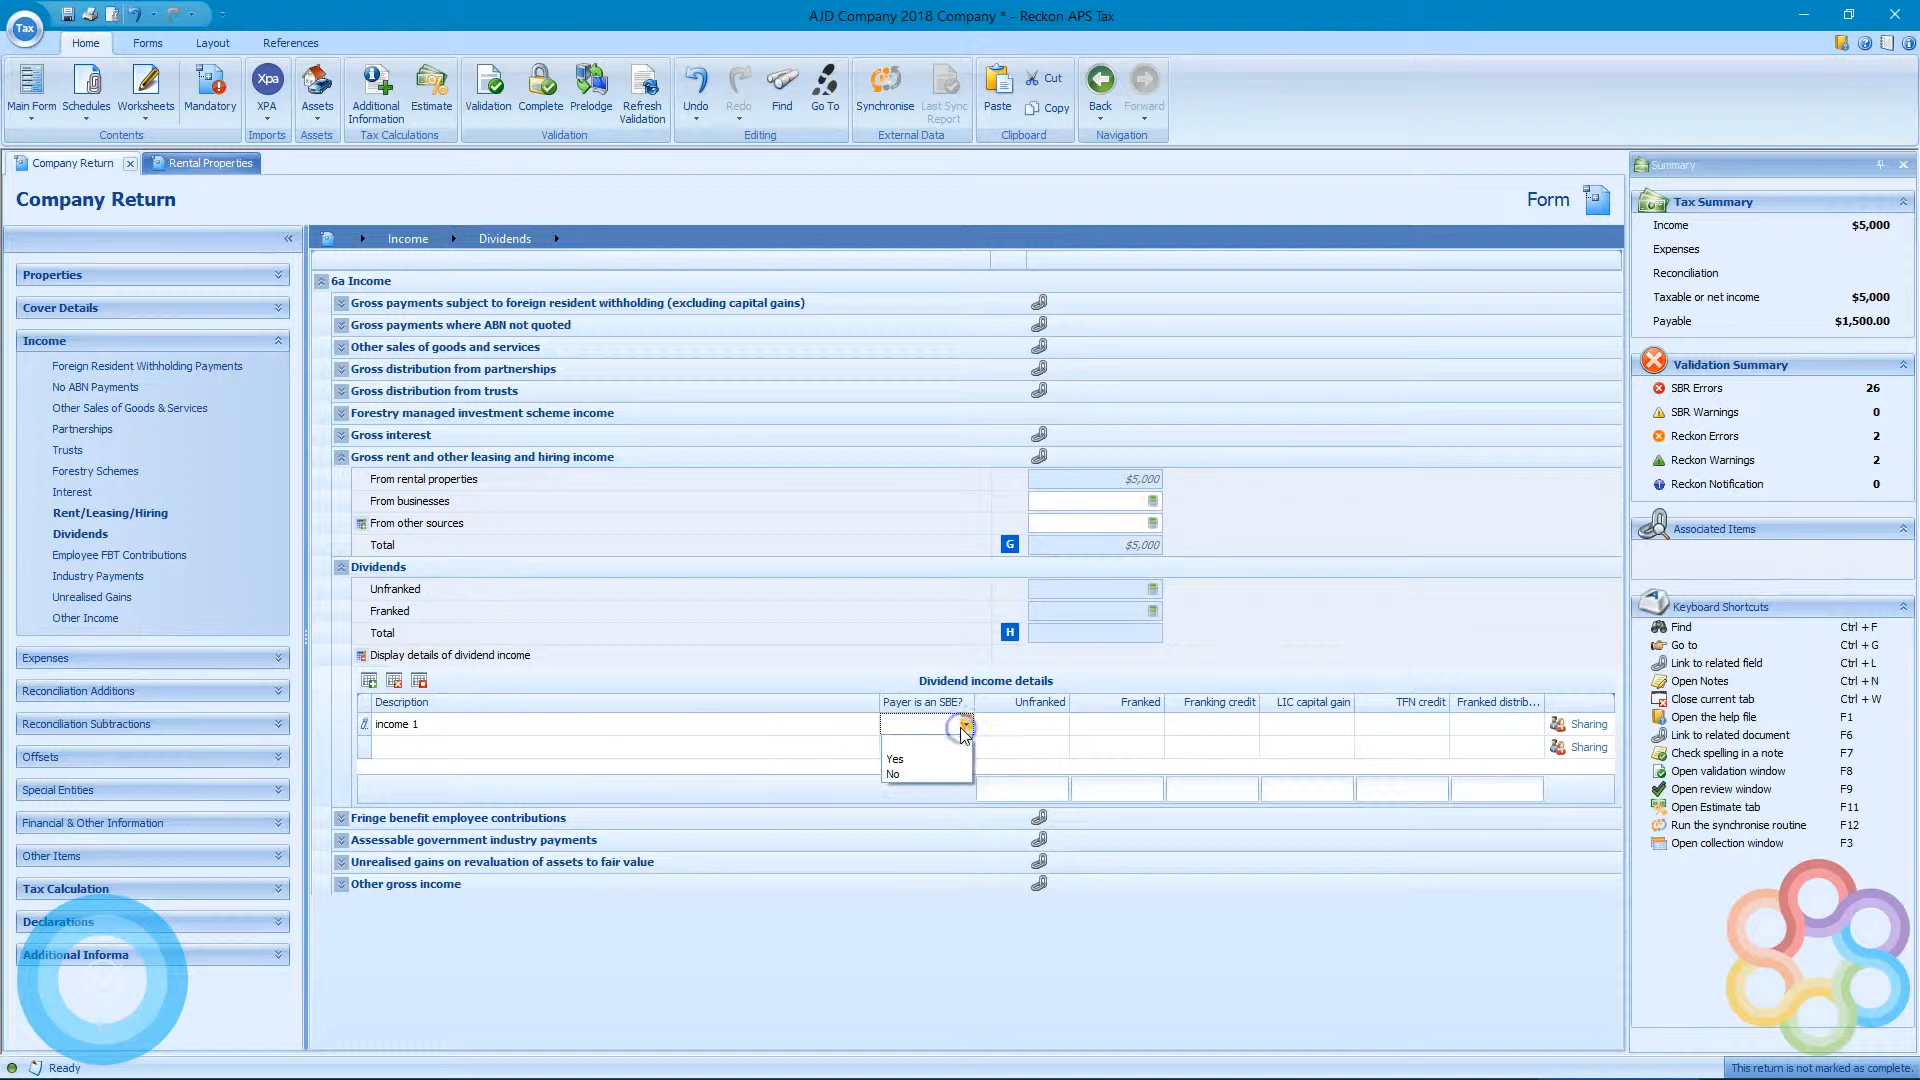 AJD Company 2018 Company * - Reckon APS Tax
Tax
Home
Forms
Layout
References
Main Form
Schedules
Worksheets
Mandatory
Contents
Xpa
XPA
Imports
Assets
Assets
Additional
Information
Estimate
Tax Calculations
Validation
Complete
Prelodge
Refresh
Validation
Validation
Undo
Redo
Find
Go To
Editing
Synchronise
Last Sync
Report
External Data
Paste
Cut
Copy
Clipboard
Back
Forward
Navigation
Company Return
Rental Properties
Company Return
Form
Properties
Cover Details
Income
Foreign Resident Withholding Payments
No ABN Payments
Other Sales of Goods & Services
Partnerships
Trusts
Forestry Schemes
Interest
Rent/Leasing/Hiring
Dividends
Employee FBT Contributions
Industry Payments
Unrealised Gains
Other Income
Expenses
Reconciliation Additions
Reconciliation Subtractions
Offsets
Special Entities
Financial & Other Information
Other Items
Tax Calculation
Declarations
Additional Informa
Income
Dividends
6a Income
Gross payments subject to foreign resident withholding (excluding capital gains)
Gross payments where ABN not quoted
Other sales of goods and services
Gross distribution from partnerships
Gross distribution from trusts
Forestry managed investment scheme income
Gross interest
Gross rent and other leasing and hiring income
From rental properties $5,000
From businesses
From other sources
Total G $5,000
Dividends
Unfranked
Franked
Total H
Display details of dividend income
Dividend income details
Description Payer is an SBE? Unfranked Franked Franking credit LIC capital gain TFN credit Franked distrib...
income 1 Sharing
Sharing
Yes
No
Fringe benefit employee contributions
Assessable government industry payments
Unrealised gains on revaluation of assets to fair value
Other gross income
Summary
Tax Summary
Income $5,000
Expenses
Reconciliation
Taxable or net income $5,000
Payable $1,500.00
Validation Summary
SBR Errors 26
SBR Warnings 0
Reckon Errors 2
Reckon Warnings 2
Reckon Notification 0
Associated Items
Keyboard Shortcuts
Find Ctrl + F
Go to Ctrl + G
Link to related field Ctrl + L
Open Notes Ctrl + N
Close current tab Ctrl + W
Open the help file F1
Link to related document F6
Check spelling in a note F7
Open validation window F8
Open review window F9
Open Estimate tab F11
Run the synchronise routine F12
Open collection window F3
Ready
This return is not marked as complete.